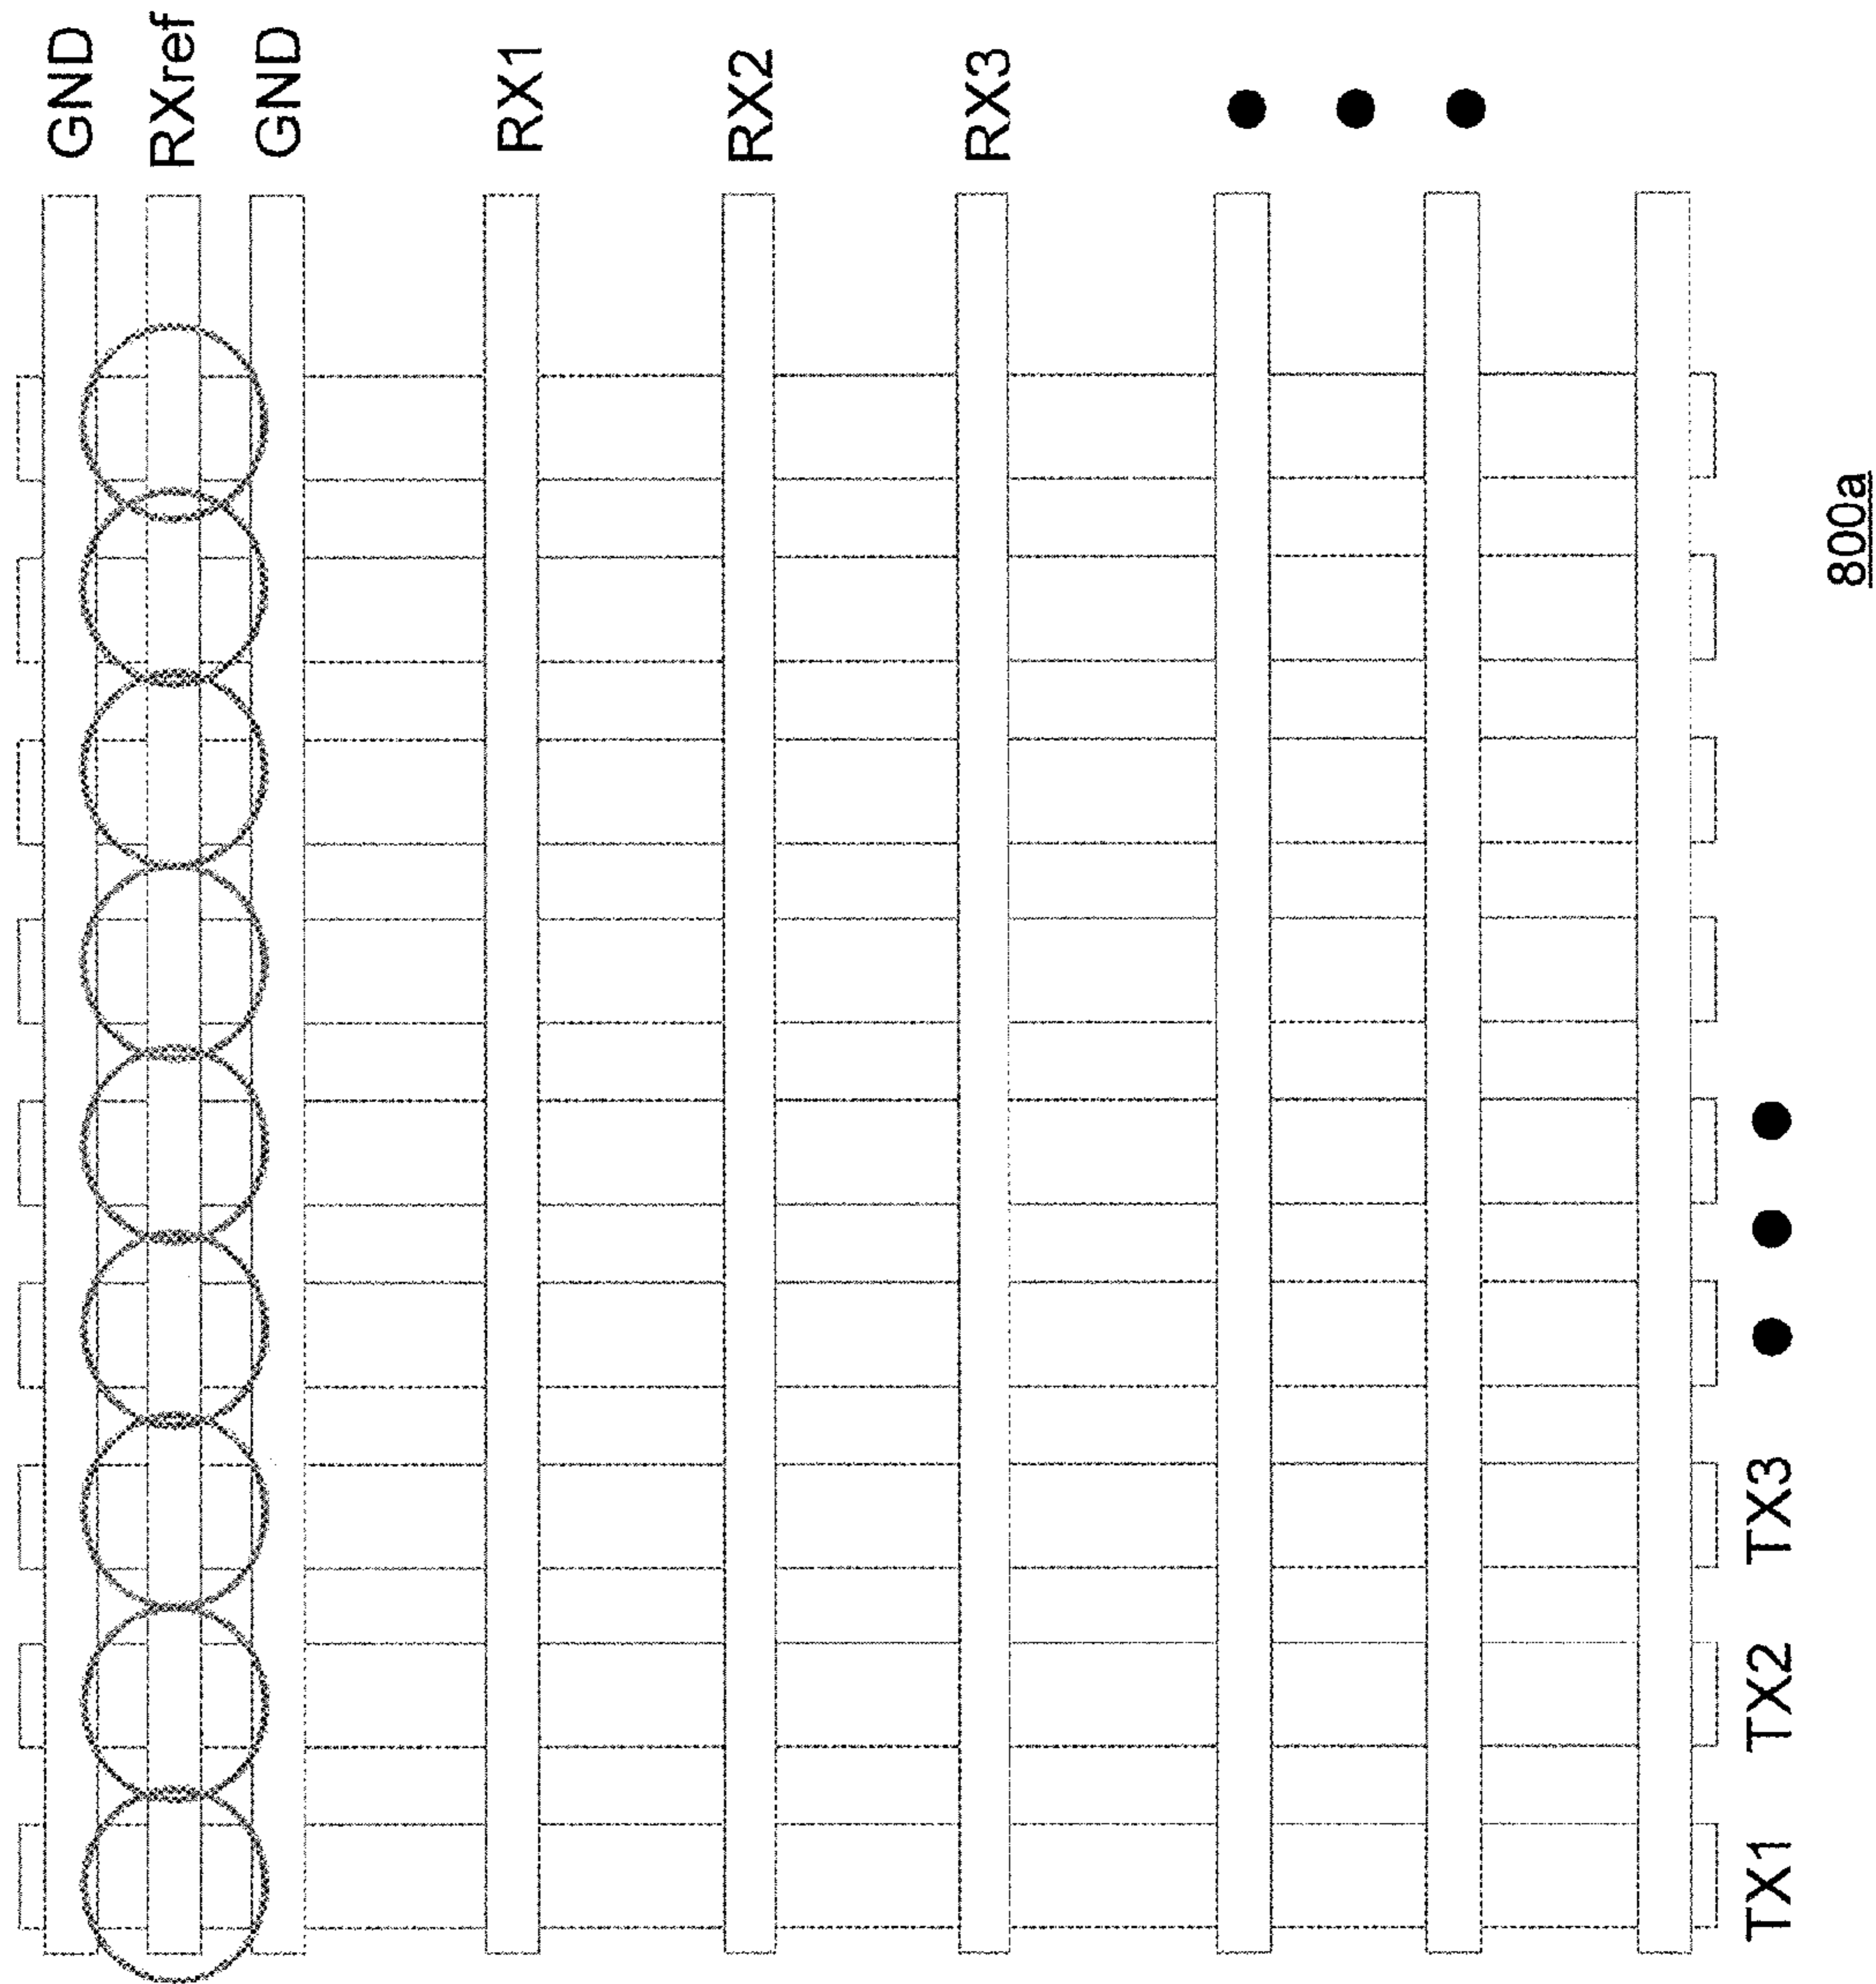 GND
RXref
GND
RX1
RX2
RX3
TX1 TX2 TX3
800a